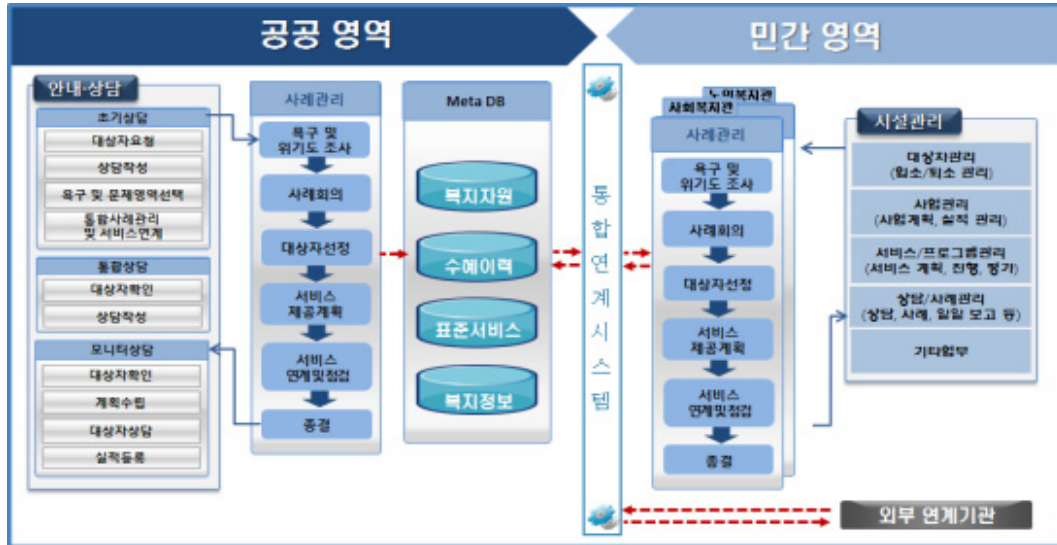 공공 영역
민간 영역
안내·상담
초기상담
대상자요청
상담작성
욕구 및 문제영역선택
통합사례관리
및 서비스연계
통합상담
대상자확인
상담작성
모니터상담
대상자확인
계획수립
대상자상담
실적등록
사례관리
욕구 및
위기도 조사
사례회의
대상자선정
서비스
제공계획
서비스
연계및점검
종결
Meta DB
복지자원
수혜이력
표준서비스
복지정보
통합연계시스템
노인복지관
사회복지관
사례관리
욕구 및
위기도 조사
사례회의
대상자선정
서비스
제공계획
서비스
연계및점검
종결
시설관리
대상자관리
(입소/퇴소 관리)
사업관리
(사업계획, 실적 관리)
서비스/프로그램관리
(서비스 계획, 진행, 평가)
상담/사례관리
(상담, 사례, 일일 보고 등)
기타업무
외부 연계기관